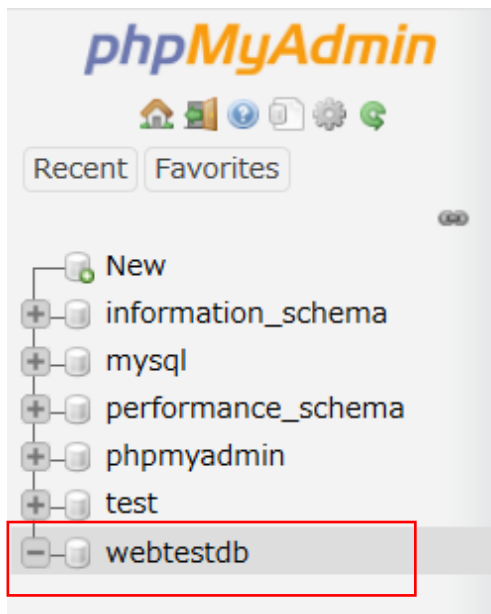 phpMyAdmin
Recent Favorites
New
information_schema
mysql
performance_schema
phpmyadmin
test
webtestdb